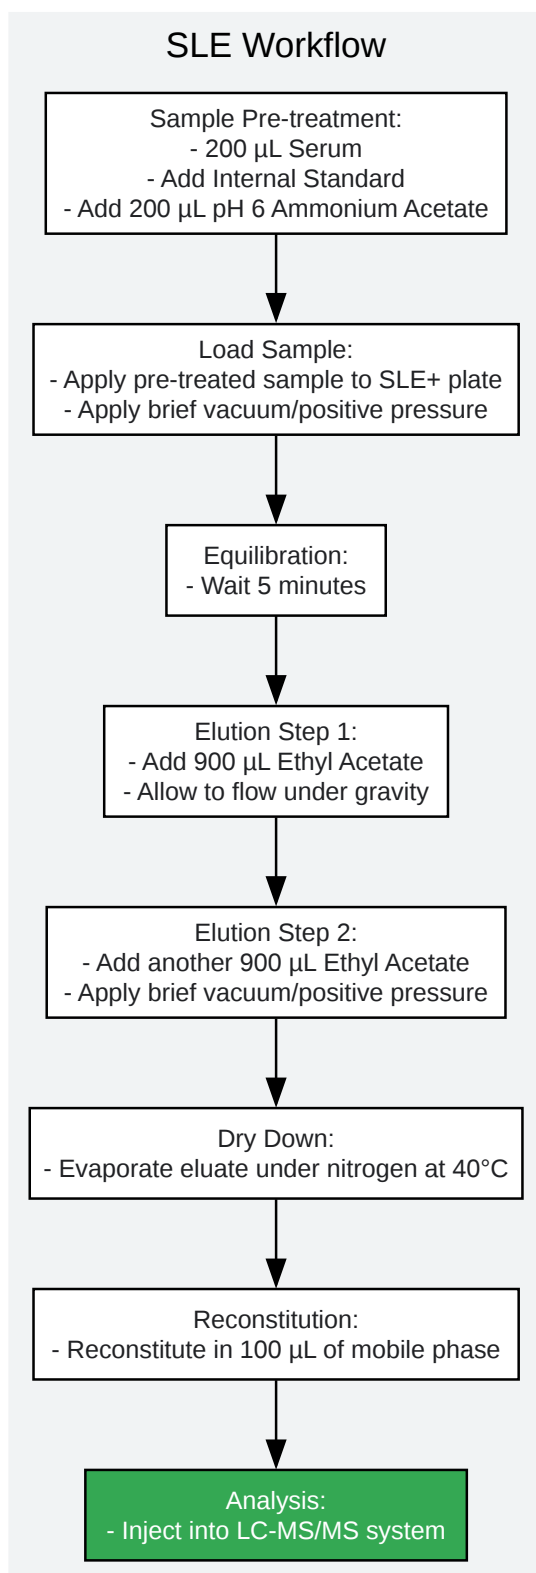 SLE Workflow
Sample Pre-treatment:
- 200 µL Serum
- Add Internal Standard
- Add 200 µL pH 6 Ammonium Acetate
Load Sample:
- Apply pre-treated sample to SLE+ plate
- Apply brief vacuum/positive pressure
Equilibration:
- Wait 5 minutes
Elution Step 1:
- Add 900 µL Ethyl Acetate
- Allow to flow under gravity
Elution Step 2:
- Add another 900 µL Ethyl Acetate
- Apply brief vacuum/positive pressure
Dry Down:
- Evaporate eluate under nitrogen at 40°C
Reconstitution:
- Reconstitute in 100 µL of mobile phase
Analysis:
- Inject into LC-MS/MS system